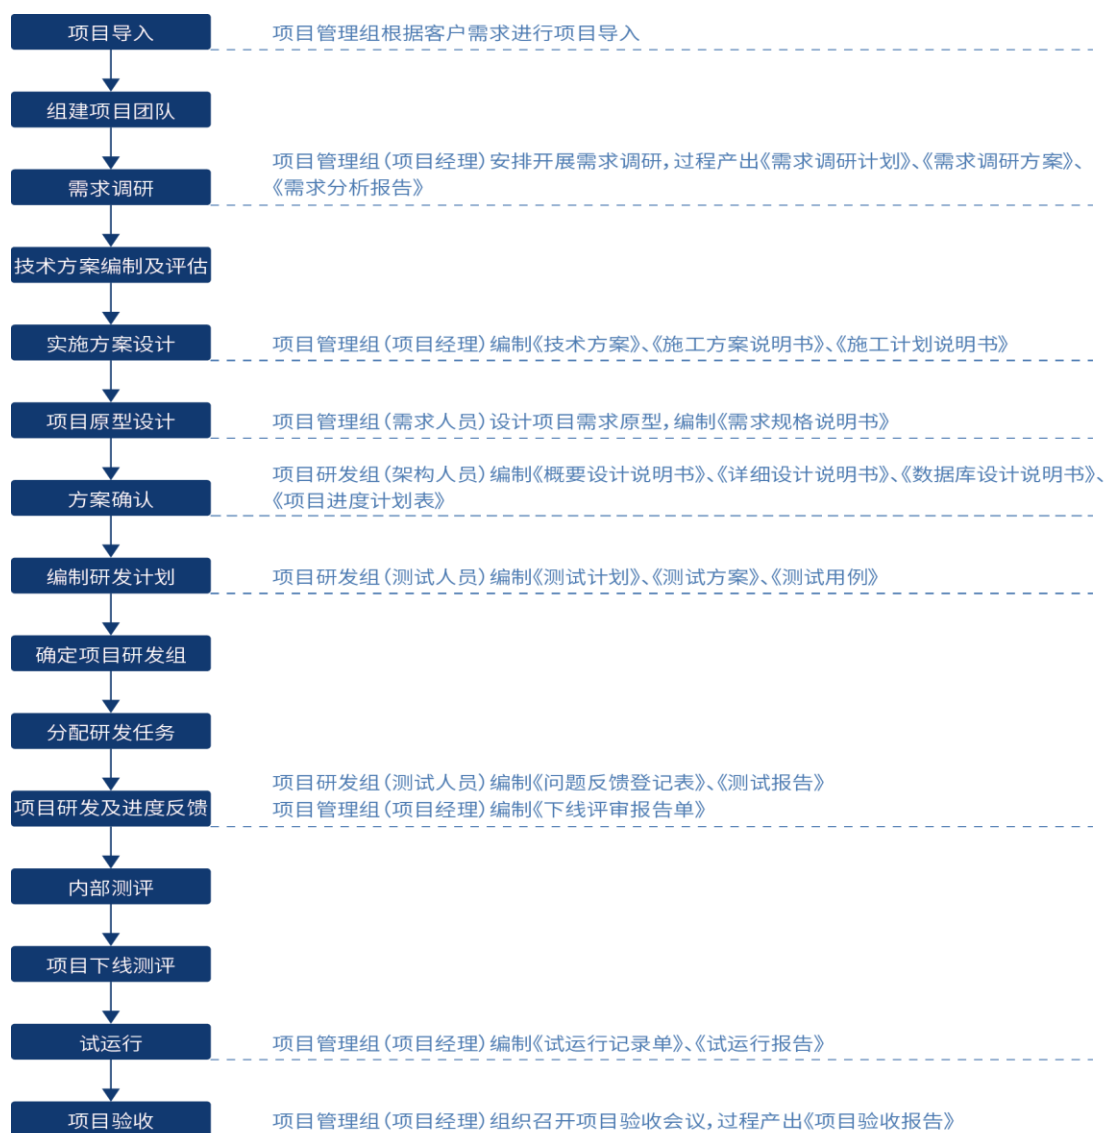 项目导入
项目管理组根据客户需求进行项目导入
组建项目团队
项目管理组(项目经理)安排开展需求调研,过程产出《需求调研计划》、《需求调研方案》、
《需求分析报告》
需求调研
技术方案编制及评估
实施方案设计
项目管理组(项目经理)编制《技术方案》、《施工方案说明书》、《施工计划说明书》
项目原型设计
项目管理组(需求人员)设计项目需求原型,编制《需求规格说明书》
项目研发组(架构人员)编制《概要设计说明书》、《详细设计说明书》、《数据库设计说明书》、
《项目进度计划表》
方案确认
编制研发计划
项目研发组(测试人员)编制《测试计划》、《测试方案》、《测试用例》
确定项目研发组
分配研发任务
项目研发组(测试人员)编制《问题反馈登记表》、《测试报告》
项目管理组(项目经理)编制《下线评审报告单》
项目研发及进度反馈
内部测评
项目下线测评
试运行
项目管理组(项目经理)编制《试运行记录单》、《试运行报告》
项目验收
项目管理组(项目经理)组织召开项目验收会议,过程产出《项目验收报告》